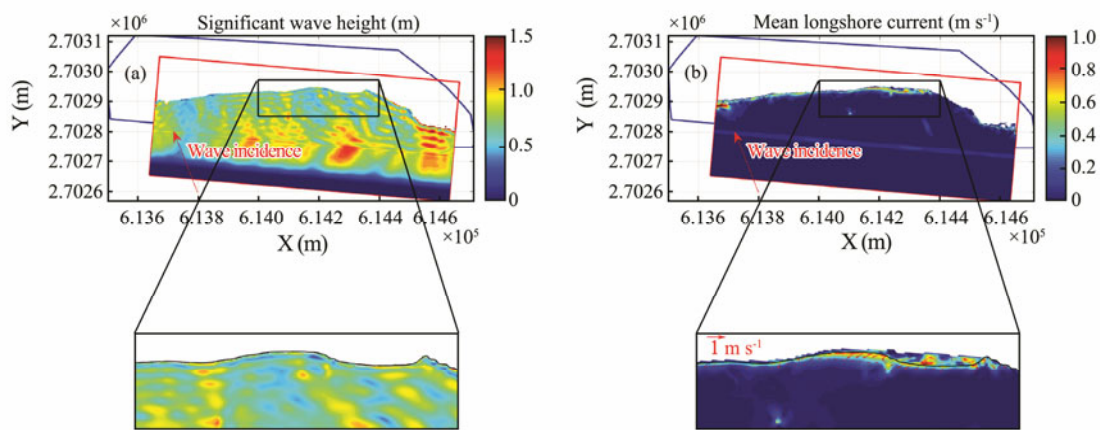 Significant wave height (m)
× 10⁶
2.7031
2.7030
2.7029
2.7028
2.7027
2.7026
Y (m)
(a)
Wave incidence
1.5
1.0
0.5
0
6.136 6.138 6.140 6.142 6.144 6.146
X (m)
×10⁵
Mean longshore current (m s⁻¹)
× 10⁶
2.7031
2.7030
2.7029
2.7028
2.7027
2.7026
Y (m)
(b)
Wave incidence
1.0
0.8
0.6
0.4
0.2
0
6.136 6.138 6.140 6.142 6.144 6.146
X (m)
×10⁵
1 m s⁻¹